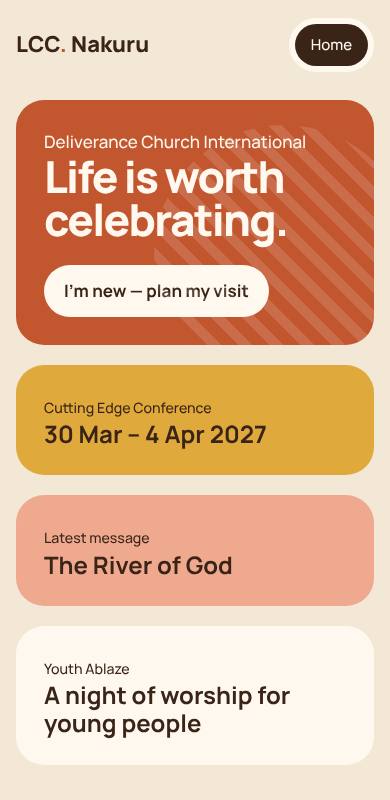 LCC. Nakuru
Home
Deliverance Church International
Life is worth
celebrating.
I'm new — plan my visit
Cutting Edge Conference
30 Mar – 4 Apr 2027
Latest message
The River of God
Youth Ablaze
A night of worship for
young people